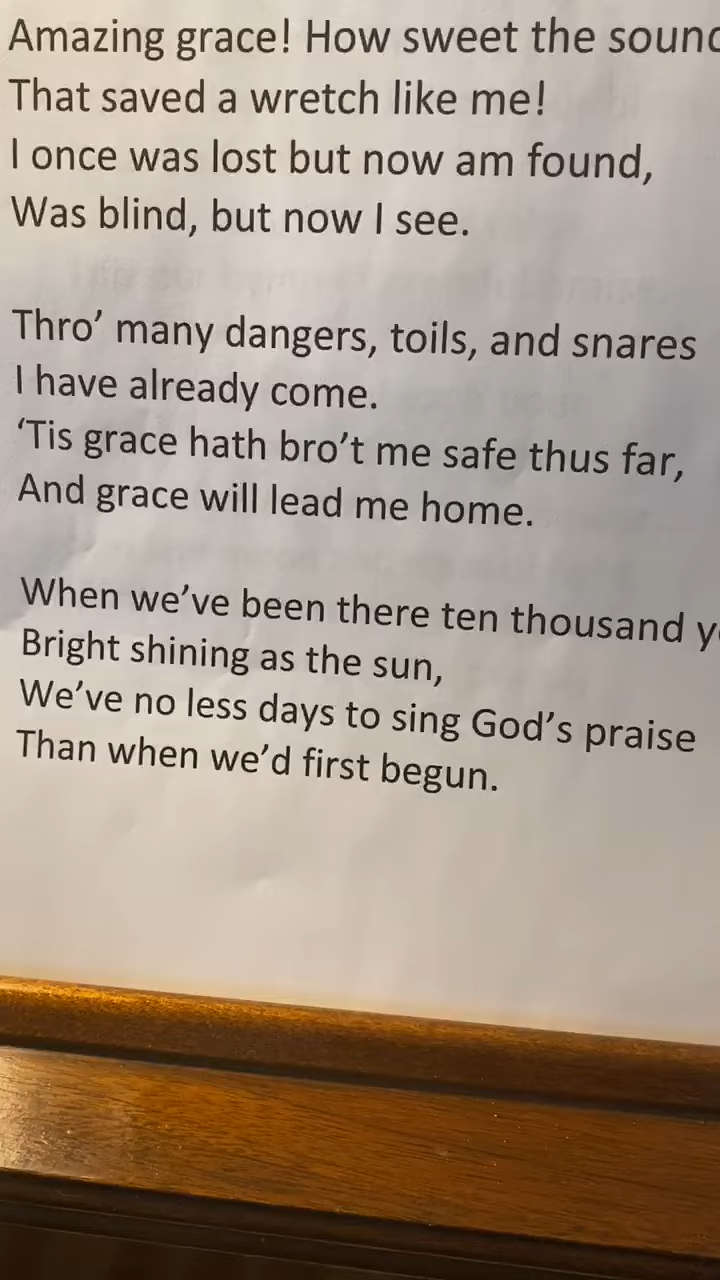 Amazing grace! How sweet the sound
That saved a wretch like me!
I once was lost but now am found,
Was blind, but now I see.
Thro’ many dangers, toils, and snares
I have already come.
‘Tis grace hath bro’t me safe thus far,
And grace will lead me home.
When we’ve been there ten thousand
Bright shining as the sun,
We’ve no less days to sing God’s praise
Than when we’d first begun.